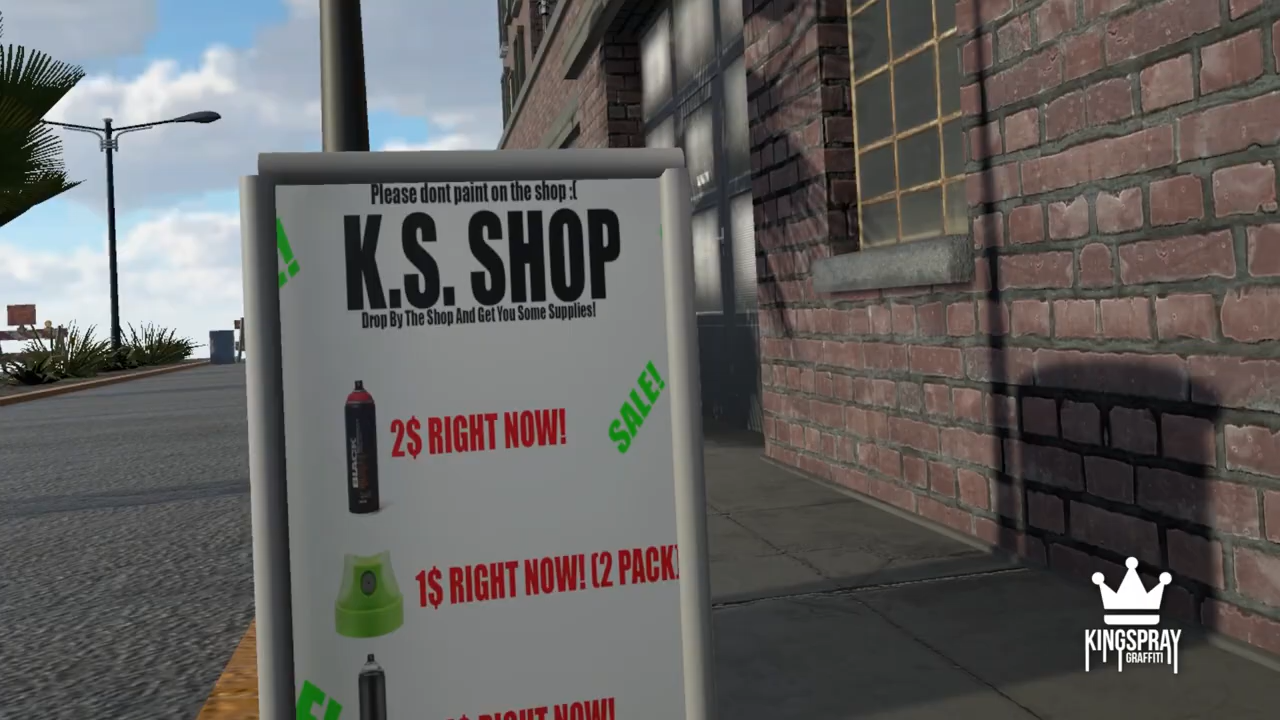 Please dont paint on the shop :[
K.S. SHOP
Drop By The Shop And Get You Some Supplies!
2$ RIGHT NOW!
SALE!
BLACK
1$ RIGHT NOW! (2 PACK)
RIGHT NOW!
KINGSPRAY
GRAFFITI